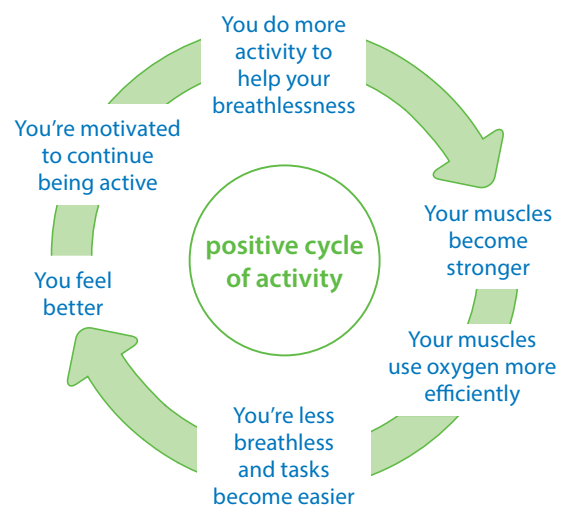 You do more
activity to
help your
breathlessness
Your muscles
become
stronger
Your muscles
use oxygen more
efficiently
You're less
breathless
and tasks
become easier
You feel
better
You're motivated
to continue
being active
positive cycle
of activity